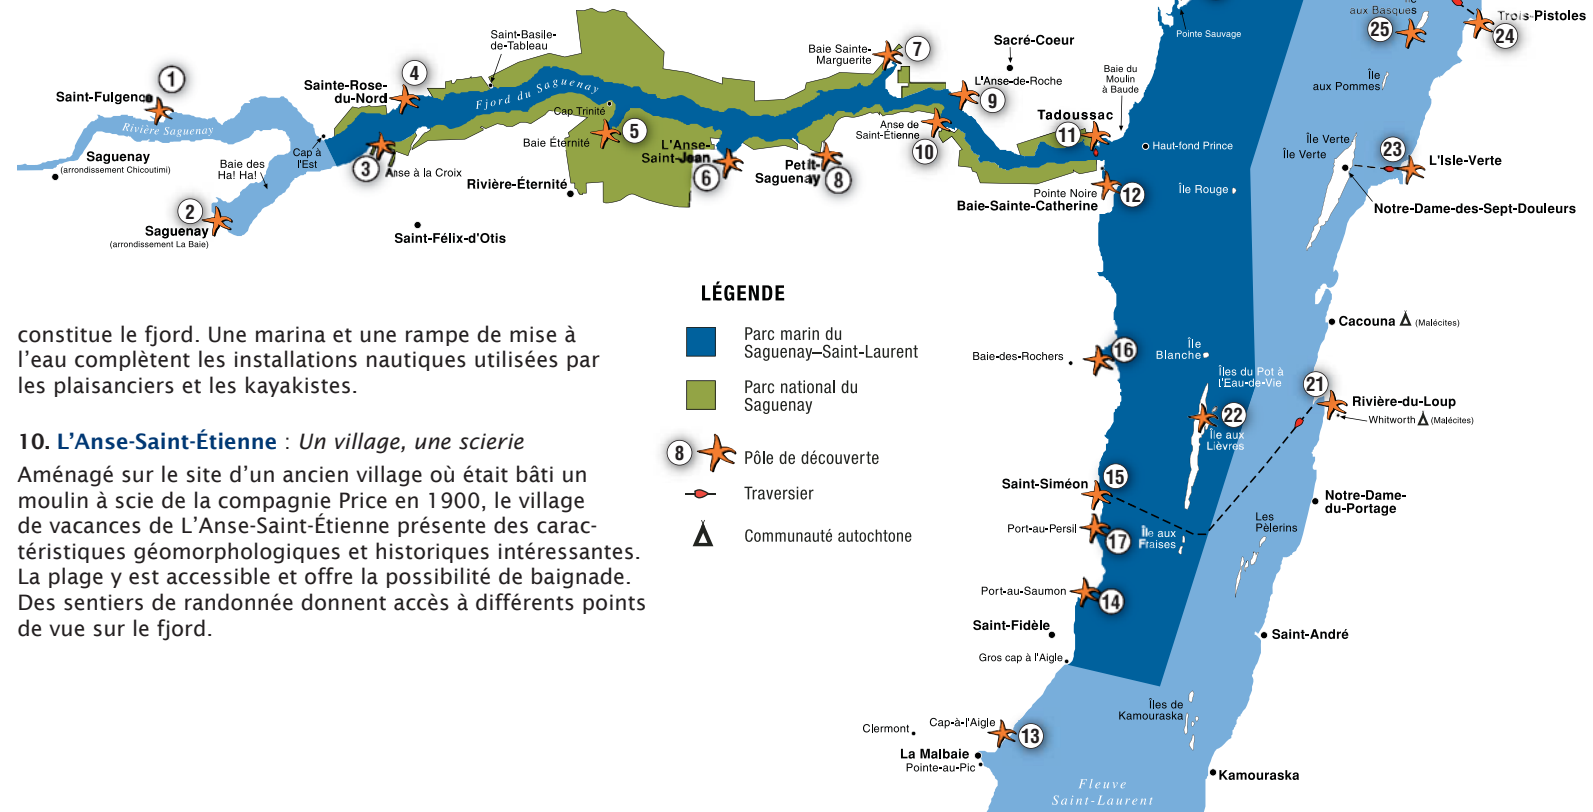 aux Basques
25
Trois-Pistoles
24
Pointe Sauvage
Île
aux Pommes
Saint-Basile-
de-Tableau
Baie Sainte-
Marguerite
7
Sacré-Coeur
1
Saint-Fulgence
4
Sainte-Rose-
du-Nord
Fjord du Saguenay
L'Anse-de-Roche
9
Baie du
Moulin
à Baude
Rivière Saguenay
Cap Trinité
Tadoussac
11
Anse de
Saint-Étienne
10
Baie Éternité
5
L'Anse-
Saint-Jean
6
Petit-
Saguenay
8
Haut-fond Prince
Île Verte
Île Verte
23
L'Isle-Verte
Saguenay
(arrondissement Chicoutimi)
Baie des
Ha! Ha!
Cap à
l'Est
3
Anse à la Croix
Rivière-Éternité
Pointe Noire
Baie-Sainte-Catherine
12
Île Rouge
Notre-Dame-des-Sept-Douleurs
2
Saguenay
(arrondissement La Baie)
Saint-Félix-d'Otis
constitue le fjord. Une marina et une rampe de mise à
l’eau complètent les installations nautiques utilisées par
les plaisanciers et les kayakistes.
10. L’Anse-Saint-Étienne : Un village, une scierie
Aménagé sur le site d’un ancien village où était bâti un
moulin à scie de la compagnie Price en 1900, le village
de vacances de L’Anse-Saint-Étienne présente des carac-
téristiques géomorphologiques et historiques intéressantes.
La plage y est accessible et offre la possibilité de baignade.
Des sentiers de randonnée donnent accès à différents points
de vue sur le fjord.
LÉGENDE
Parc marin du
Saguenay–Saint-Laurent
Parc national du
Saguenay
8
Pôle de découverte
Traversier
Communauté autochtone
Cacouna (Malécites)
Baie-des-Rochers
16
Île
Blanche
Îles du Pot à
l'Eau-de-Vie
21
Rivière-du-Loup
Whitworth (Malécites)
22
Île aux
Lièvres
Saint-Siméon
15
Notre-Dame-
du-Portage
Port-au-Persil
17
Île aux
Fraises
Les
Pèlerins
Port-au-Saumon
14
Saint-Fidèle
Saint-André
Gros cap à l'Aigle
Îles de
Kamouraska
Clermont
Cap-à-l'Aigle
13
La Malbaie
Pointe-au-Pic
Kamouraska
Fleuve
Saint-Laurent